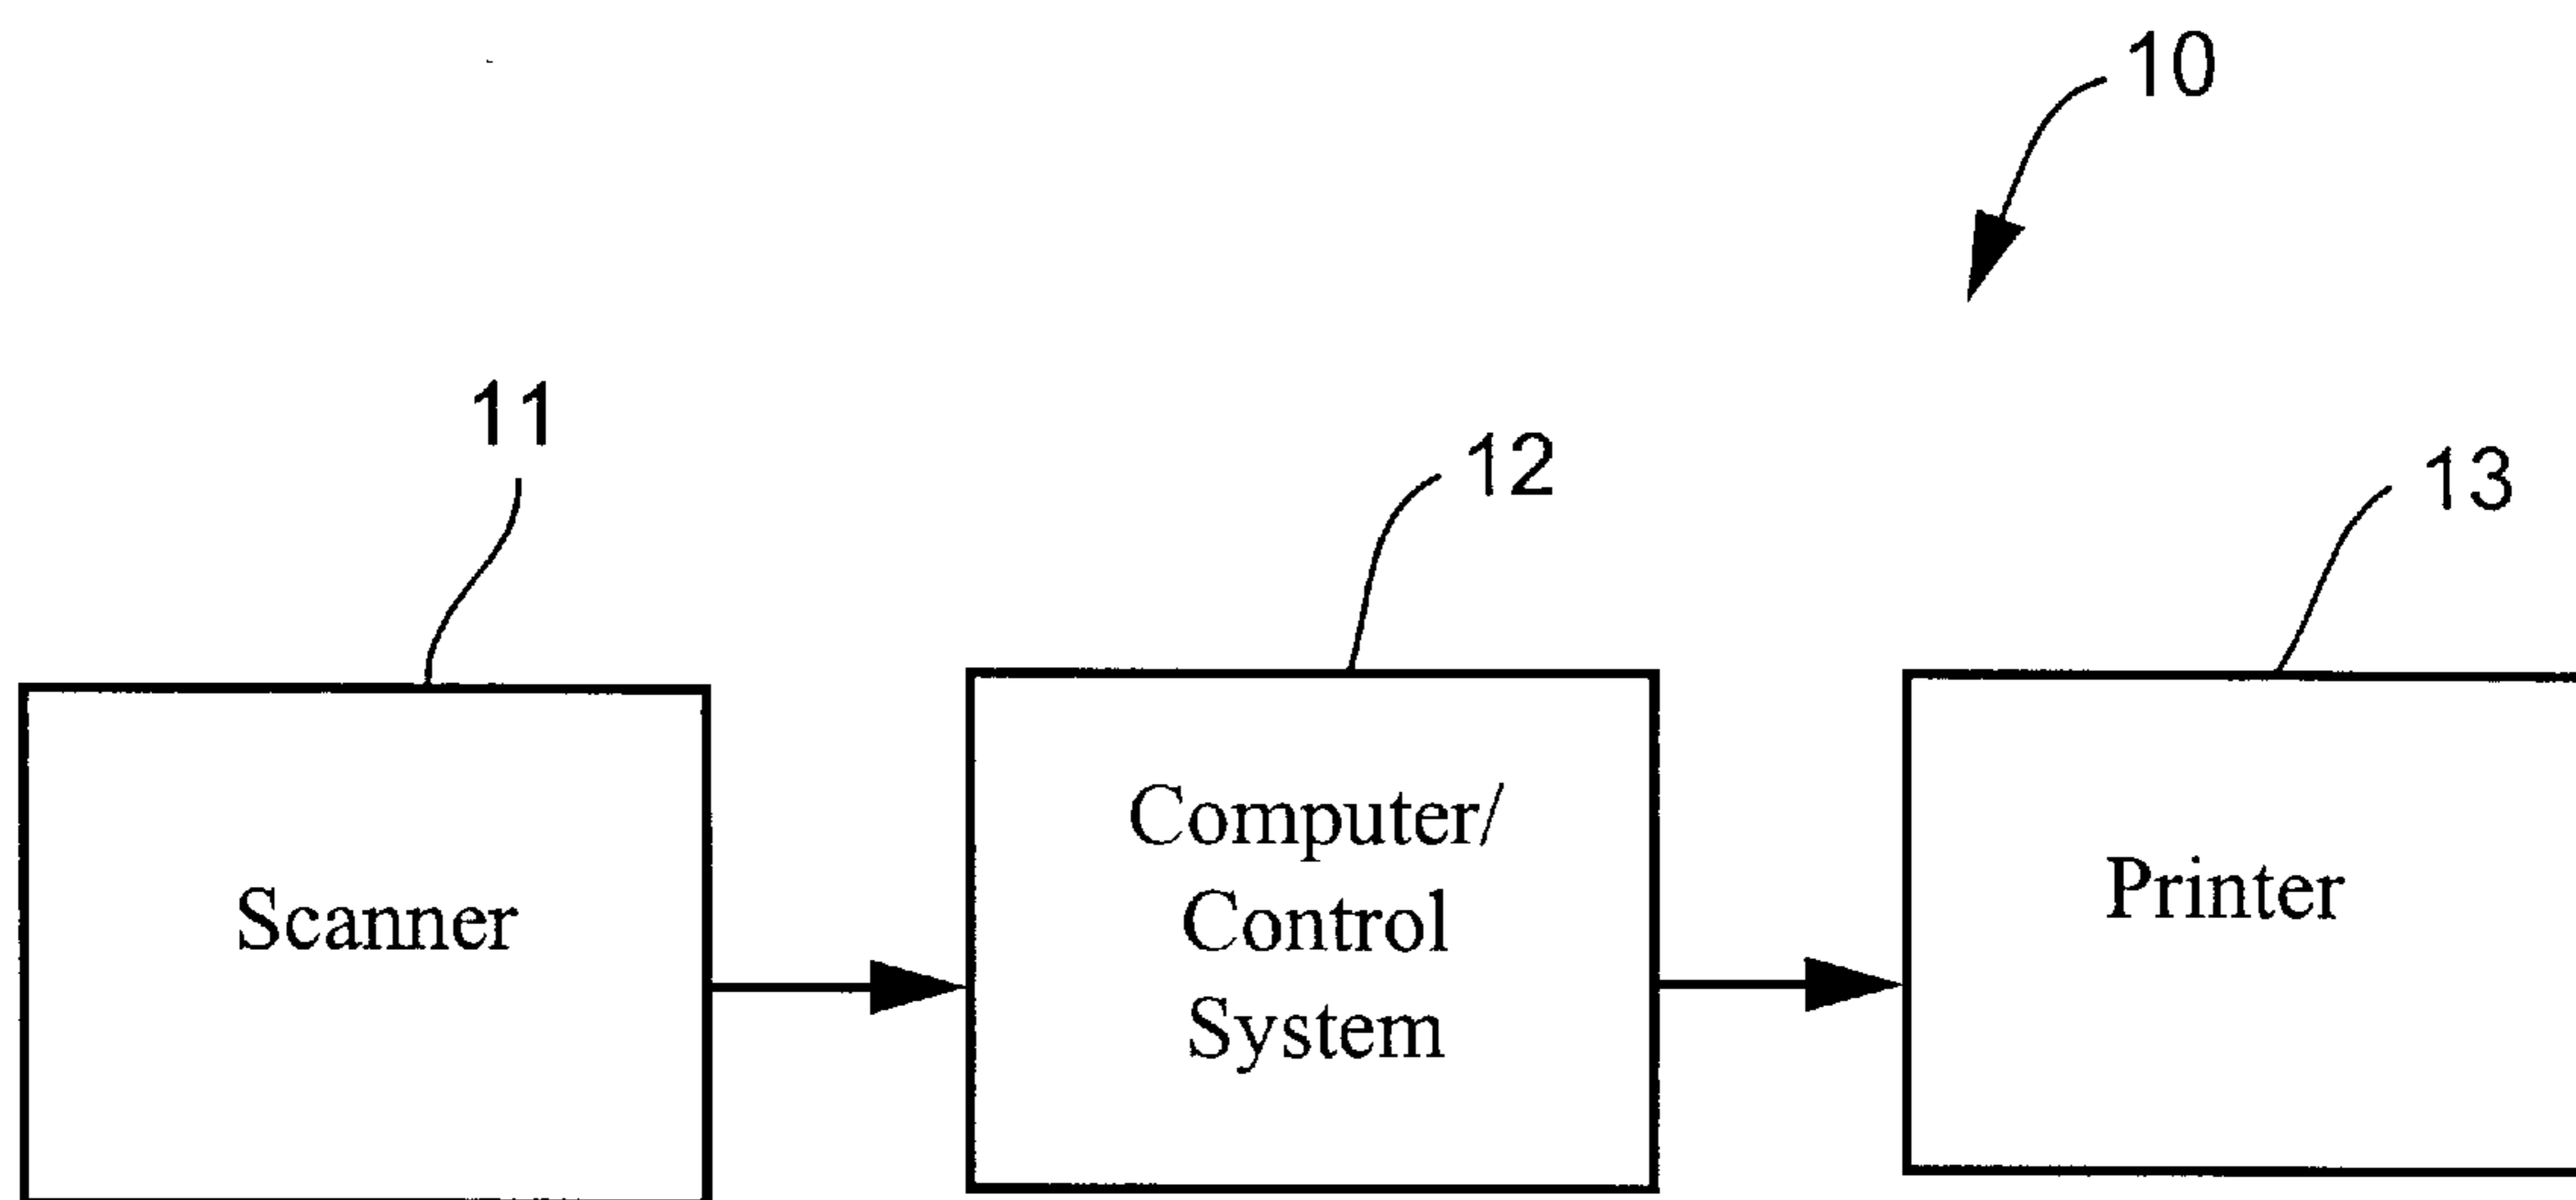 10
11
12
13
Scanner
Computer/
Control
System
Printer